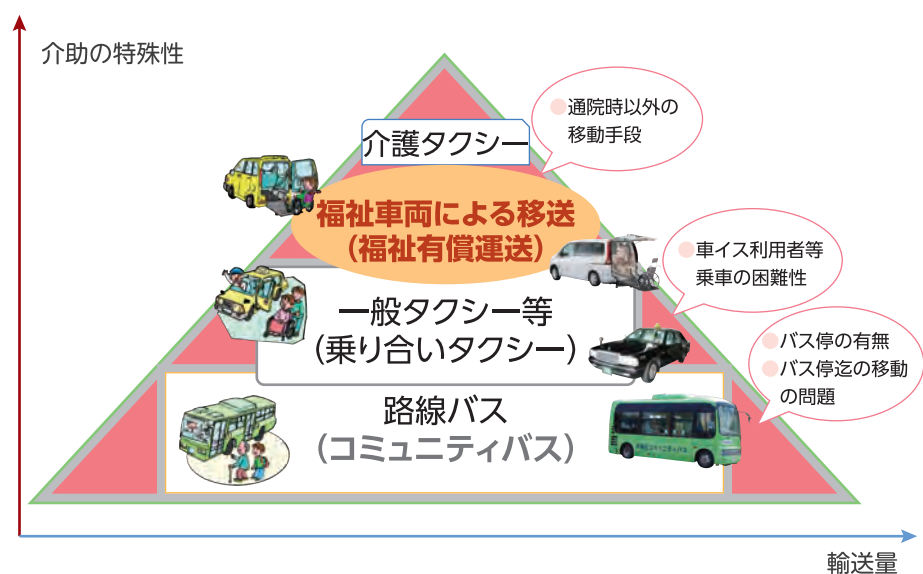 介助の特殊性
●通院時以外の
移動手段
介護タクシー
福祉車両による移送
(福祉有償運送)
●車イス利用者等
乗車の困難性
一般タクシー等
(乗り合いタクシー)
●バス停の有無
●バス停迄の移動
の問題
路線バス
(コミュニティバス)
輸送量